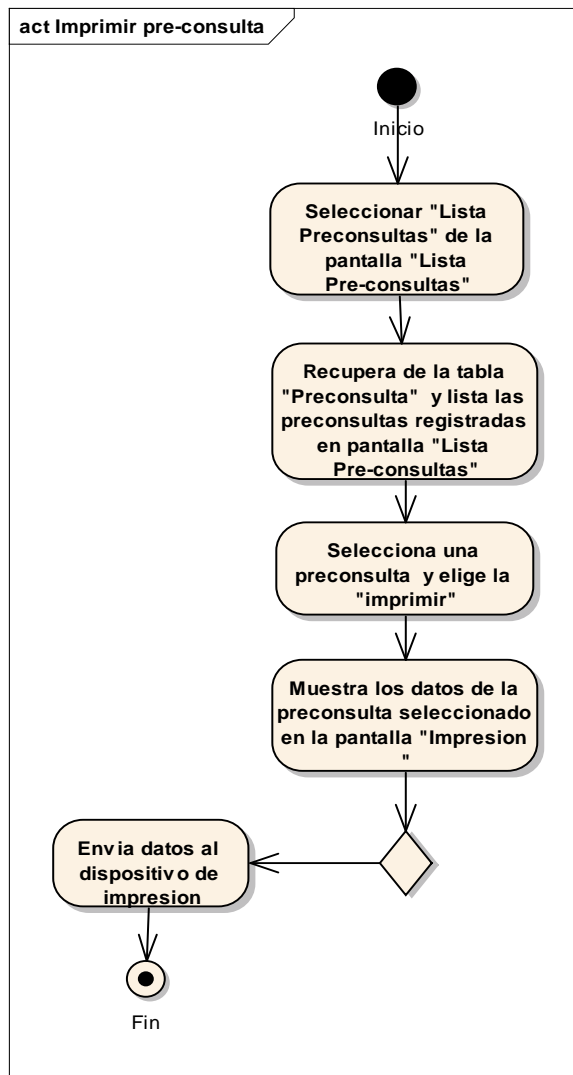 act Imprimir pre-consulta
Inicio
Seleccionar "Lista
Preconsultas" de la
pantalla "Lista
Pre-consultas"
Recupera de la tabla
"Preconsulta" y lista las
preconsultas registradas
en pantalla "Lista
Pre-consultas"
Selecciona una
preconsulta y elige la
"imprimir"
Muestra los datos de la
preconsulta seleccionado
en la pantalla "Impresion
"
Envia datos al
dispositivo de
impresion
Fin